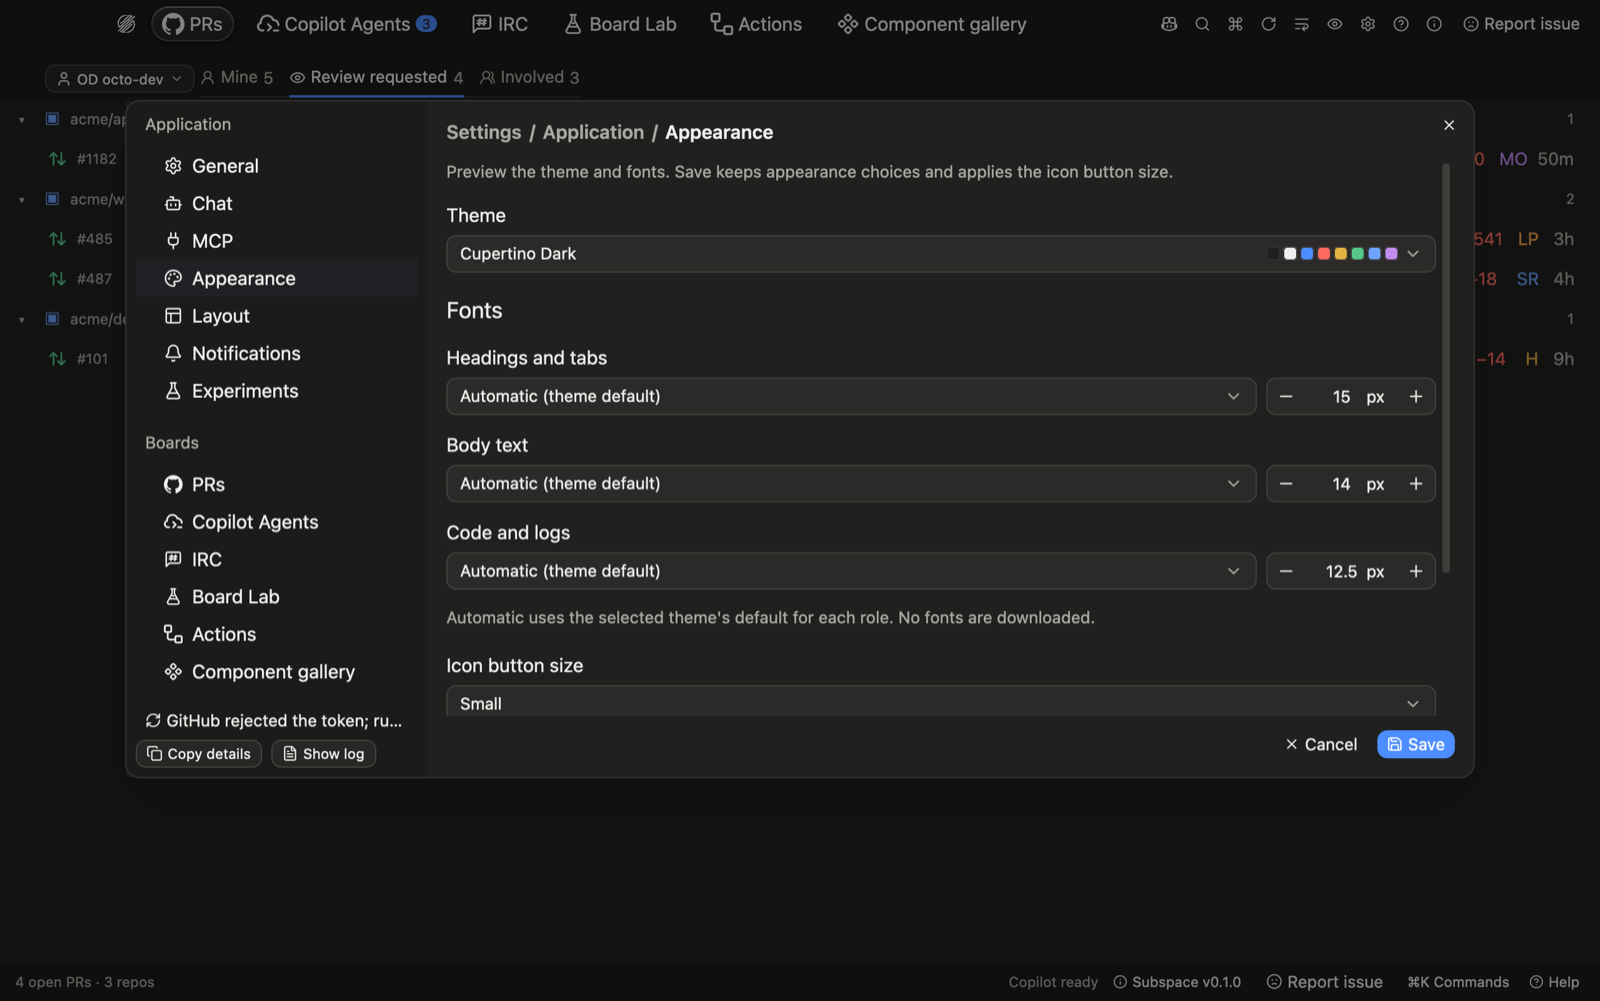 PRs
Copilot Agents 3
IRC
Board Lab
Actions
Component gallery
Report issue
OD octo-dev
Mine 5
Review requested 4
Involved 3
acme/
1
#1182
0 MO 50m
acme/
2
#485
541 LP 3h
#487
-18 SR 4h
acme/
1
#101
−14 H 9h
Application
General
Chat
MCP
Appearance
Layout
Notifications
Experiments
Boards
PRs
Copilot Agents
IRC
Board Lab
Actions
Component gallery
GitHub rejected the token; ru...
Copy details
Show log
Settings / Application / Appearance
Preview the theme and fonts. Save keeps appearance choices and applies the icon button size.
Theme
Cupertino Dark
Fonts
Headings and tabs
Automatic (theme default)
− 15 px +
Body text
Automatic (theme default)
− 14 px +
Code and logs
Automatic (theme default)
− 12.5 px +
Automatic uses the selected theme's default for each role. No fonts are downloaded.
Icon button size
Small
Cancel
Save
4 open PRs · 3 repos
Copilot ready
Subspace v0.1.0
Report issue
⌘K Commands
Help